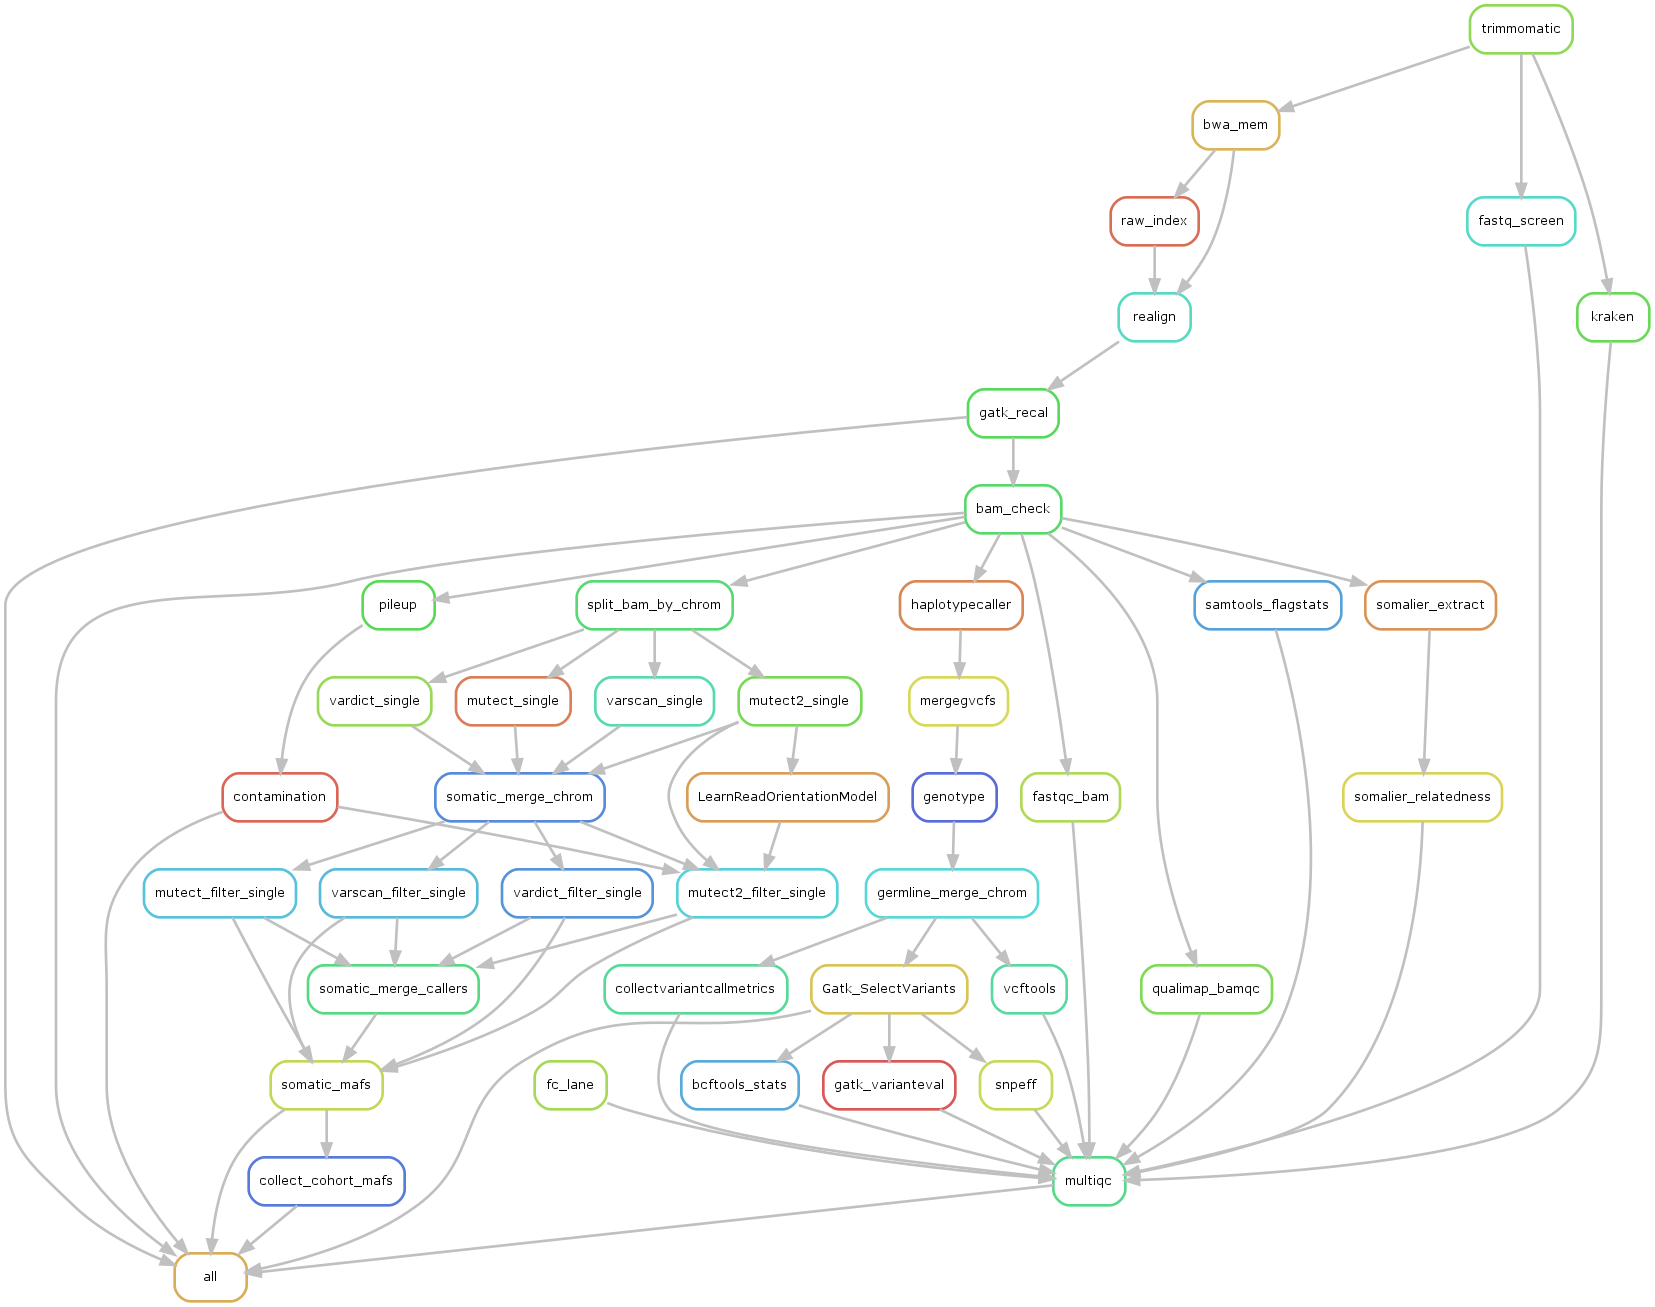 trimmomatic
bwa_mem
raw_index
fastq_screen
realign
kraken
gatk_recal
bam_check
pileup
split_bam_by_chrom
haplotypecaller
samtools_flagstats
somalier_extract
vardict_single
mutect_single
varscan_single
mutect2_single
mergegvcfs
contamination
somatic_merge_chrom
LearnReadOrientationModel
genotype
fastqc_bam
somalier_relatedness
mutect_filter_single
varscan_filter_single
vardict_filter_single
mutect2_filter_single
germline_merge_chrom
somatic_merge_callers
collectvariantcallmetrics
Gatk_SelectVariants
vcftools
qualimap_bamqc
somatic_mafs
fc_lane
bcftools_stats
gatk_varianteval
snpeff
collect_cohort_mafs
multiqc
all